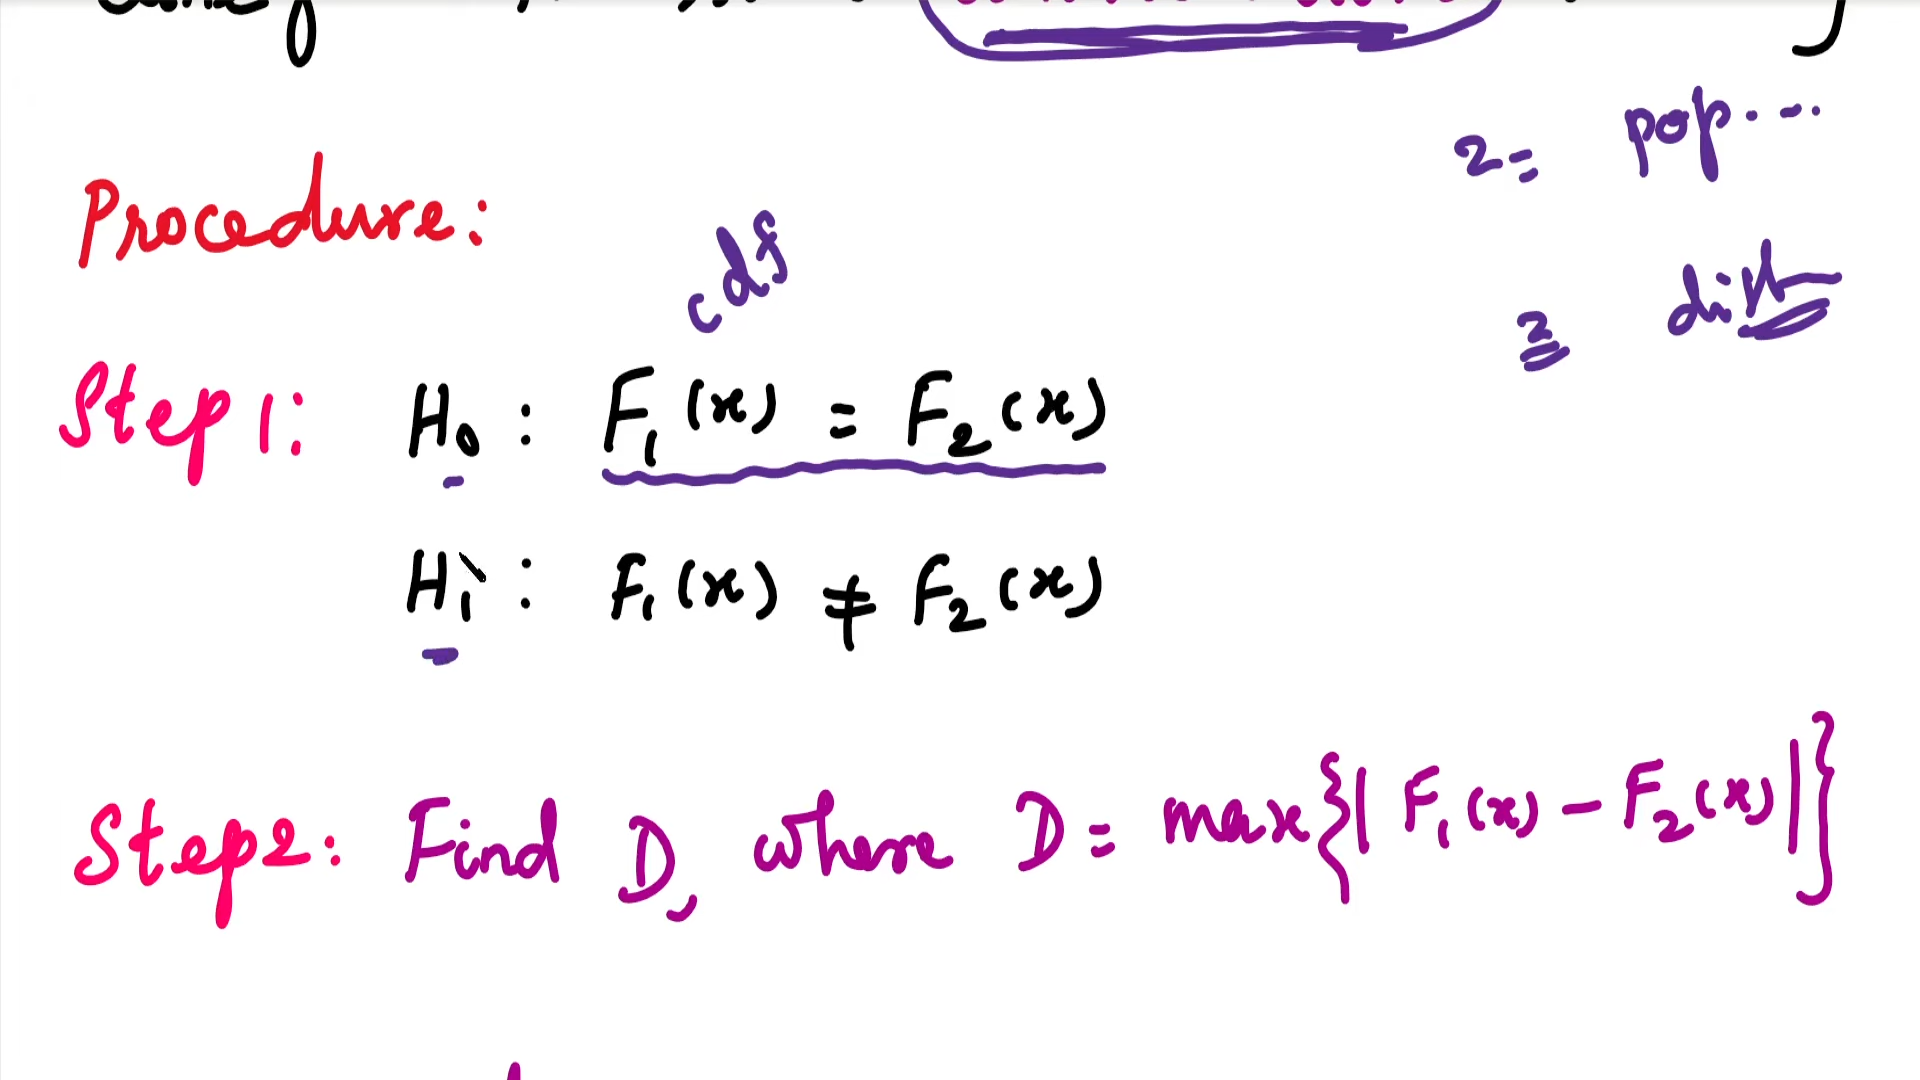 2 = pop....
Procedure:
cdf
2 dist
Step 1: H₀ : F₁(x) = F₂(x)
H₁ : F₁(x) ≠ F₂(x)
Step 2: Find D, where D = max{|F₁(x) - F₂(x)|}